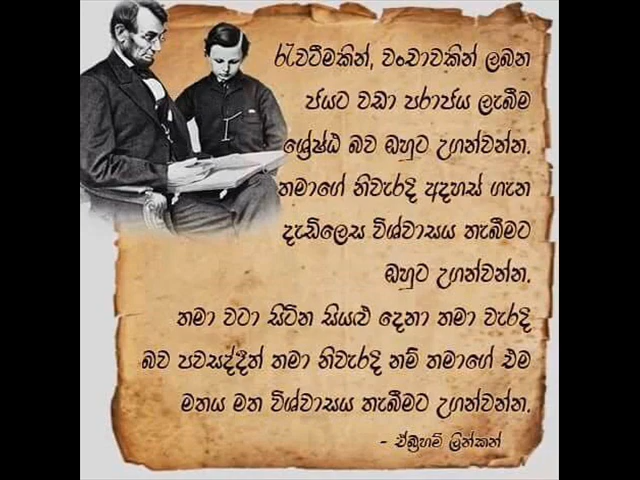 රැවටීමකින්, වංචාවකින් ලබන
ජයට වඩා පරාජය ලැබීම
ශ්‍රේෂ්ඨ බව ඔහුට උගන්වන්න.
තමාගේ නිවැරදි අදහස් ගැන
දැඩිලෙස විශ්වාසය තැබීමට
ඔහුට උගන්වන්න.
තමා වටා සිටින සියළු දෙනා තමා වැරදි
බව පවසද්දීත් තමා නිවැරදි නම් තමාගේ එම
මතය මත විශ්වාසය තැබීමට උගන්වන්න.
- ඒබ්‍රහම් ලින්කන්